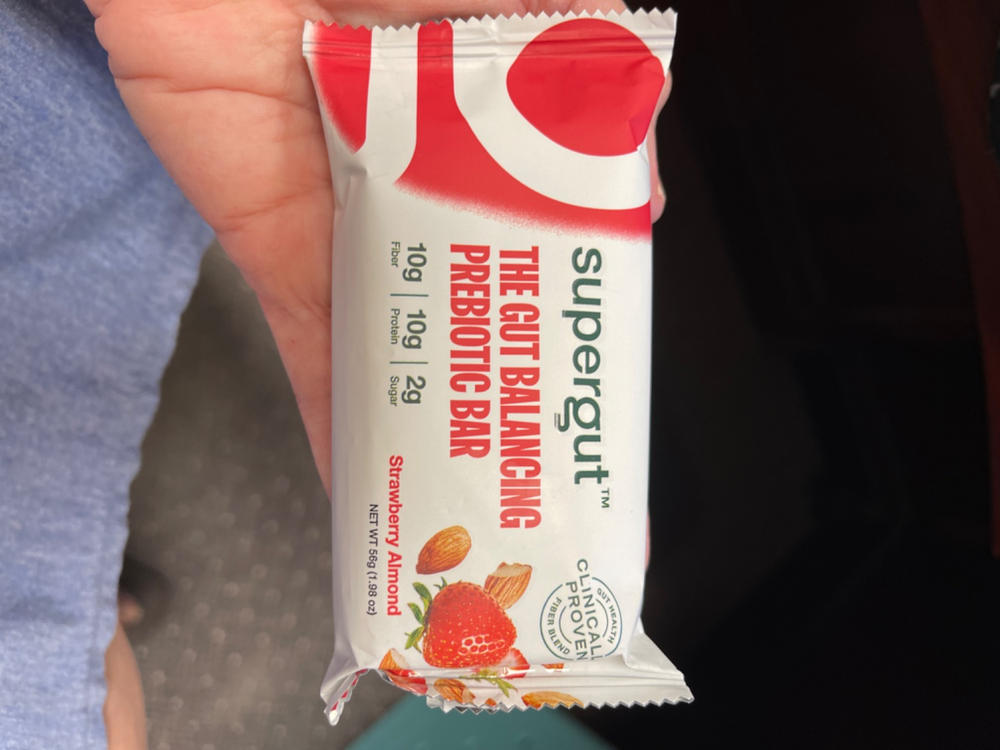 supergut™
THE GUT BALANCING
PREBIOTIC BAR
10g | 10g | 2g
Fiber Protein Sugar
Strawberry Almond
NET WT 56g (1.98 oz)
GUT HEALTH
PROVEN
FIBER BLEND